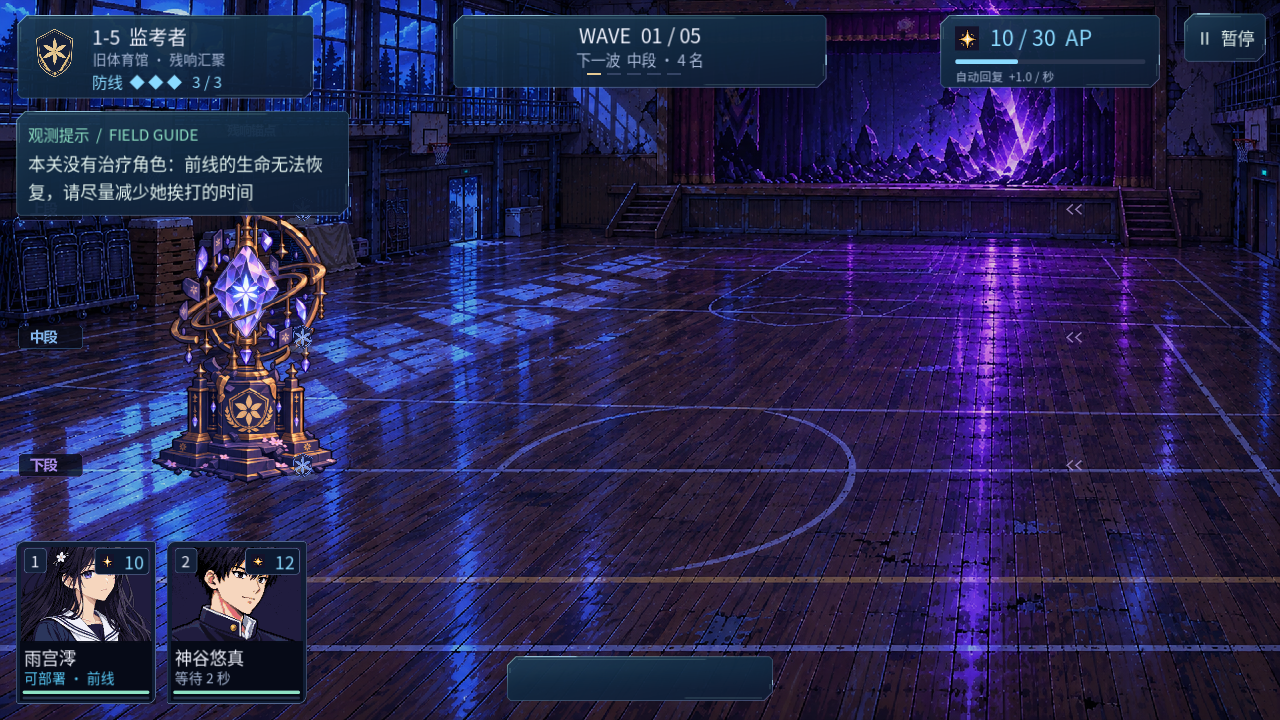 1-5 监考者
旧体育馆 · 残响汇聚
防线 ◆◆◆ 3 / 3
WAVE 01 / 05
下一波 中段 · 4 名
10 / 30 AP
自动回复 +1.0 / 秒
II 暂停
观测提示 / FIELD GUIDE
本关没有治疗角色：前线的生命无法恢
复，请尽量减少她挨打的时间
<<
中段
<<
下段
<<
1 10
雨宫澪
可部署 · 前线
2 12
神谷悠真
等待 2 秒